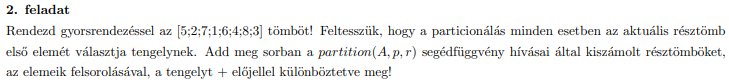 2. feladat
Rendezd gyorsrendezéssel az [5;2;7;1;6;4;8;3] tömböt! Feltesszük, hogy a particionálás minden esetben az aktuális résztömb
első elemét választja tengelynek. Add meg sorban a partition(A, p, r) segédfüggvény hívásai által kiszámolt résztömböket,
az elemeik felsorolásával, a tengelyt + előjellel különböztetve meg!